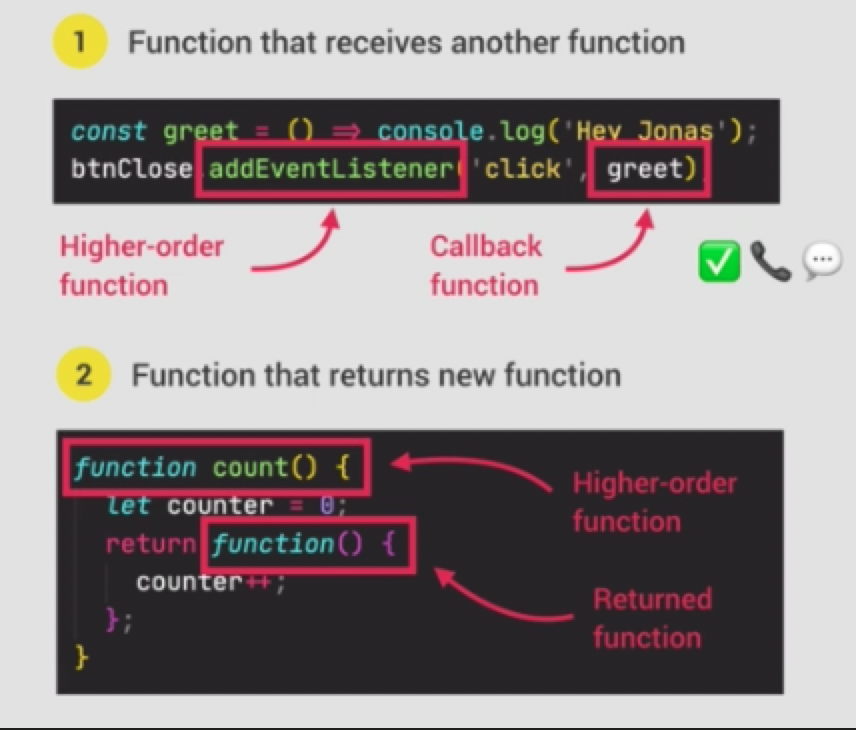 1 Function that receives another function
const greet = () => console.log('Hey Jonas');
btnClose.addEventListener('click', greet)
Higher-order
function
Callback
function
2 Function that returns new function
function count() {
let counter = 0;
return function() {
counter++;
};
}
Higher-order
function
Returned
function